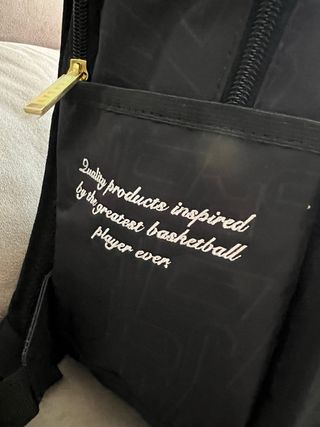 Quality products inspired
by the greatest basketball
player ever.